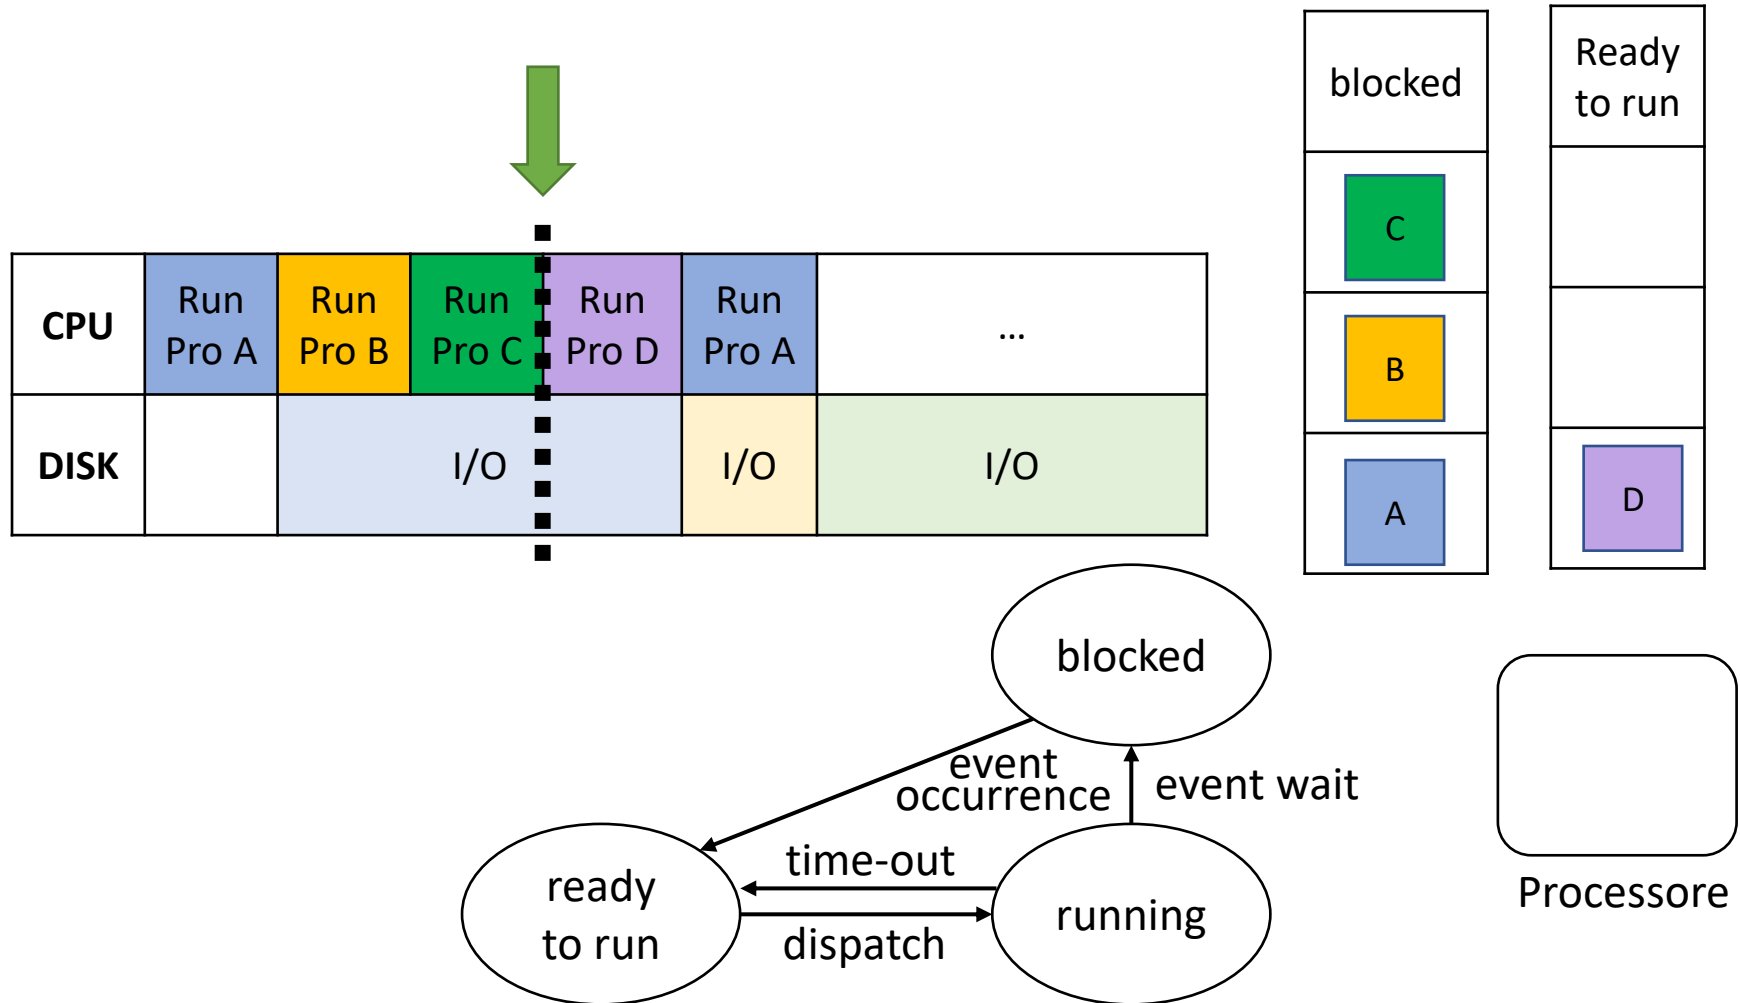 blocked
Ready
to run
C
B
A
D
CPU
Run
Pro A
Run
Pro B
Run
Pro C
Run
Pro D
Run
Pro A
...
DISK
I/O
I/O
I/O
blocked
event
occurrence
event wait
time-out
ready
to run
dispatch
running
Processore